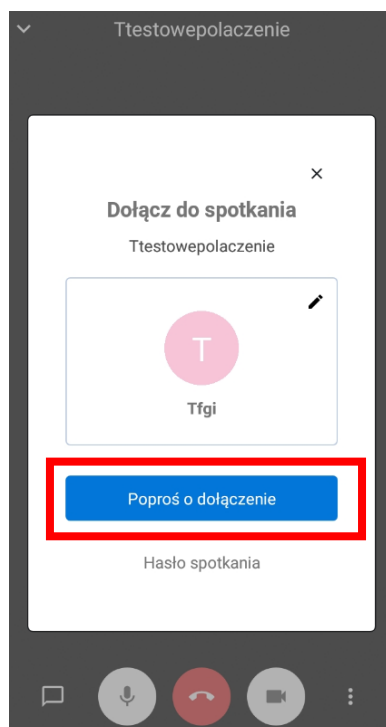 Ttestowepolaczenie
Dołącz do spotkania
Ttestowepolaczenie
T
Tfgi
Poproś o dołączenie
Hasło spotkania